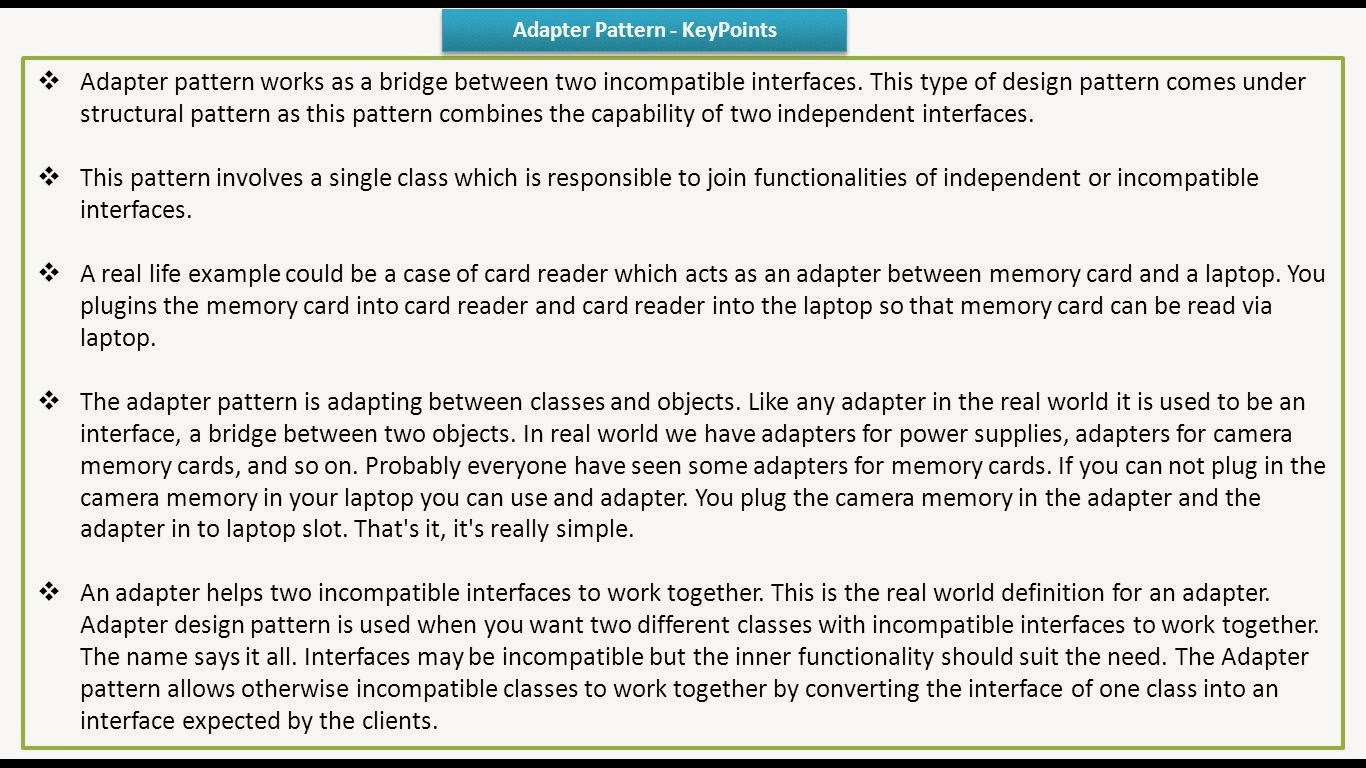 Adapter Pattern - KeyPoints
❖ Adapter pattern works as a bridge between two incompatible interfaces. This type of design pattern comes under
structural pattern as this pattern combines the capability of two independent interfaces.
❖ This pattern involves a single class which is responsible to join functionalities of independent or incompatible
interfaces.
❖ A real life example could be a case of card reader which acts as an adapter between memory card and a laptop. You
plugins the memory card into card reader and card reader into the laptop so that memory card can be read via
laptop.
❖ The adapter pattern is adapting between classes and objects. Like any adapter in the real world it is used to be an
interface, a bridge between two objects. In real world we have adapters for power supplies, adapters for camera
memory cards, and so on. Probably everyone have seen some adapters for memory cards. If you can not plug in the
camera memory in your laptop you can use and adapter. You plug the camera memory in the adapter and the
adapter in to laptop slot. That's it, it's really simple.
❖ An adapter helps two incompatible interfaces to work together. This is the real world definition for an adapter.
Adapter design pattern is used when you want two different classes with incompatible interfaces to work together.
The name says it all. Interfaces may be incompatible but the inner functionality should suit the need. The Adapter
pattern allows otherwise incompatible classes to work together by converting the interface of one class into an
interface expected by the clients.